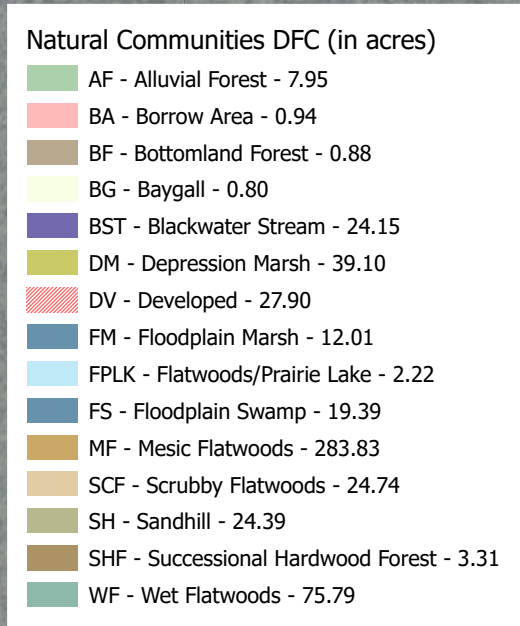 Natural Communities DFC (in acres)
AF - Alluvial Forest - 7.95
BA - Borrow Area - 0.94
BF - Bottomland Forest - 0.88
BG - Baygall - 0.80
BST - Blackwater Stream - 24.15
DM - Depression Marsh - 39.10
DV - Developed - 27.90
FM - Floodplain Marsh - 12.01
FPLK - Flatwoods/Prairie Lake - 2.22
FS - Floodplain Swamp - 19.39
MF - Mesic Flatwoods - 283.83
SCF - Scrubby Flatwoods - 24.74
SH - Sandhill - 24.39
SHF - Successional Hardwood Forest - 3.31
WF - Wet Flatwoods - 75.79